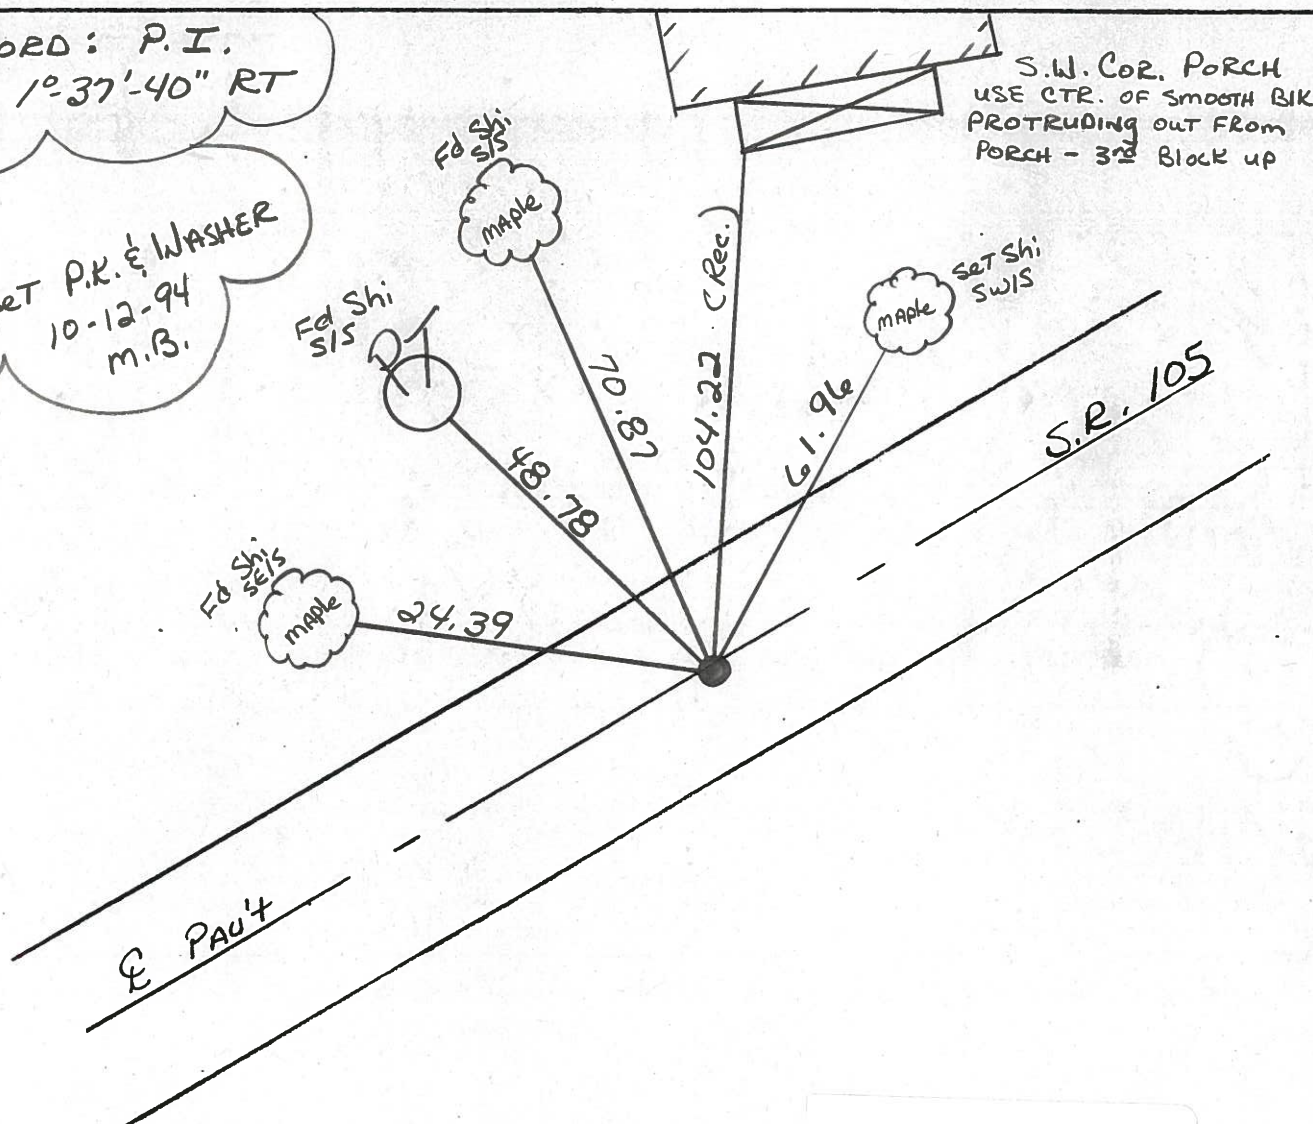 ORD: P.I.
1°-37'-40" RT
SET P.K. & WASHER
10-12-94
M.B.
S.W. COR. PORCH
USE CTR. OF SMOOTH BlK
PROTRUDINg OUT FROM
PORCH - 3rd BlOCK UP
Fd Shi
S/S
MAPle
Fd Shi
S/S
SeT Shi
SW/S
MAPle
Fd Shi
SE/S
MAPle
70.87
104.22
C Rec.
61.96
48.78
24.39
S.R. 105
℄ PAV'T